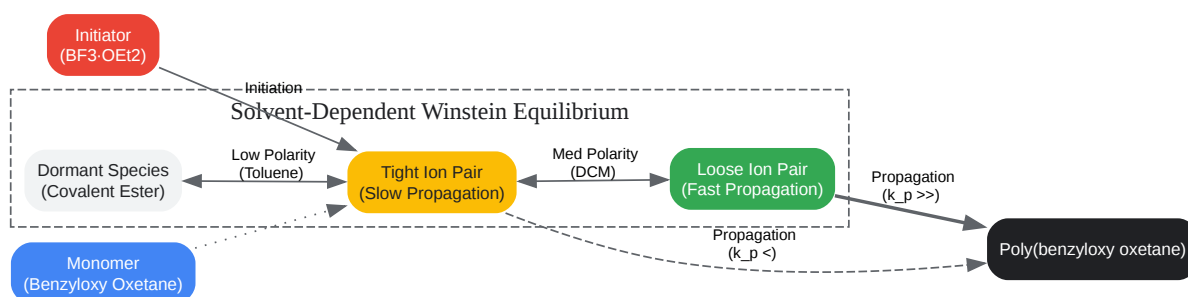 Initiator
(BF3·OEt2)
Initiation
Solvent-Dependent Winstein Equilibrium
Dormant Species
(Covalent Ester)
Low Polarity
(Toluene)
Tight Ion Pair
(Slow Propagation)
Med Polarity
(DCM)
Loose Ion Pair
(Fast Propagation)
Propagation
(k_p >>)
Monomer
(Benzyloxy Oxetane)
Propagation
(k_p <)
Poly(benzyloxy oxetane)